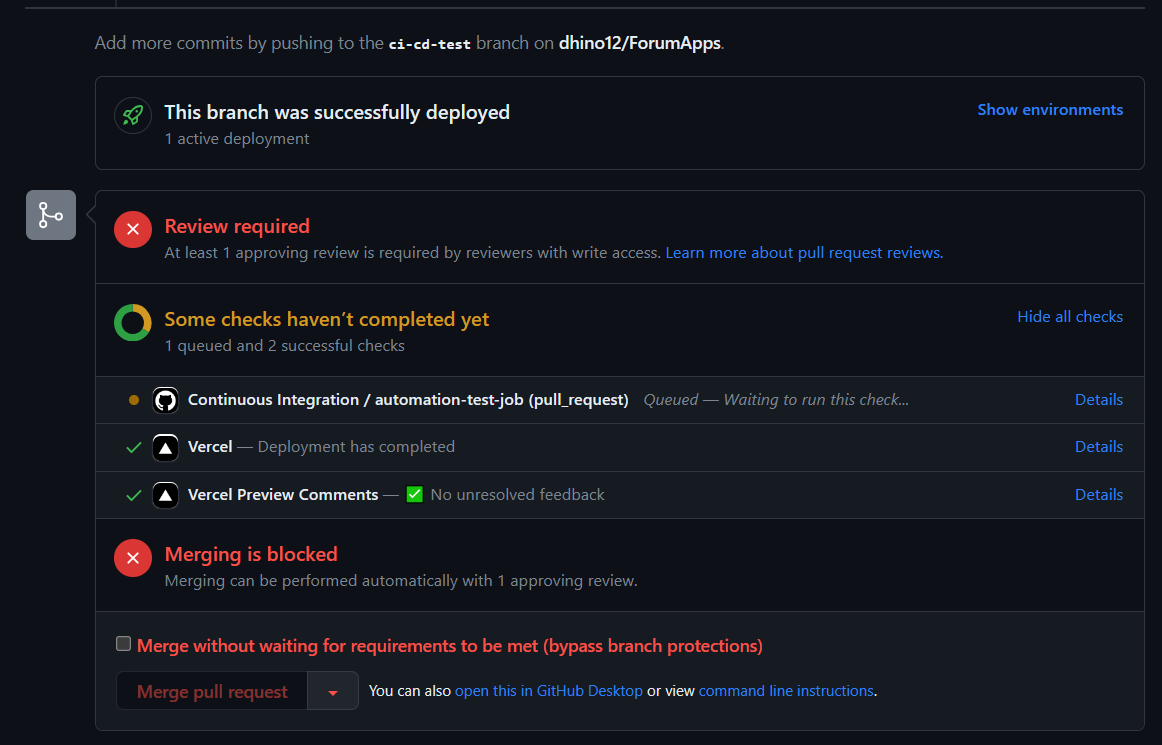 Add more commits by pushing to the ci-cd-test branch on dhino12/ForumApps.
This branch was successfully deployed
Show environments
1 active deployment
Review required
At least 1 approving review is required by reviewers with write access. Learn more about pull request reviews.
Some checks haven’t completed yet
Hide all checks
1 queued and 2 successful checks
Continuous Integration / automation-test-job (pull_request) Queued — Waiting to run this check... Details
Vercel — Deployment has completed Details
Vercel Preview Comments — ✅ No unresolved feedback Details
Merging is blocked
Merging can be performed automatically with 1 approving review.
Merge without waiting for requirements to be met (bypass branch protections)
Merge pull request
You can also open this in GitHub Desktop or view command line instructions.